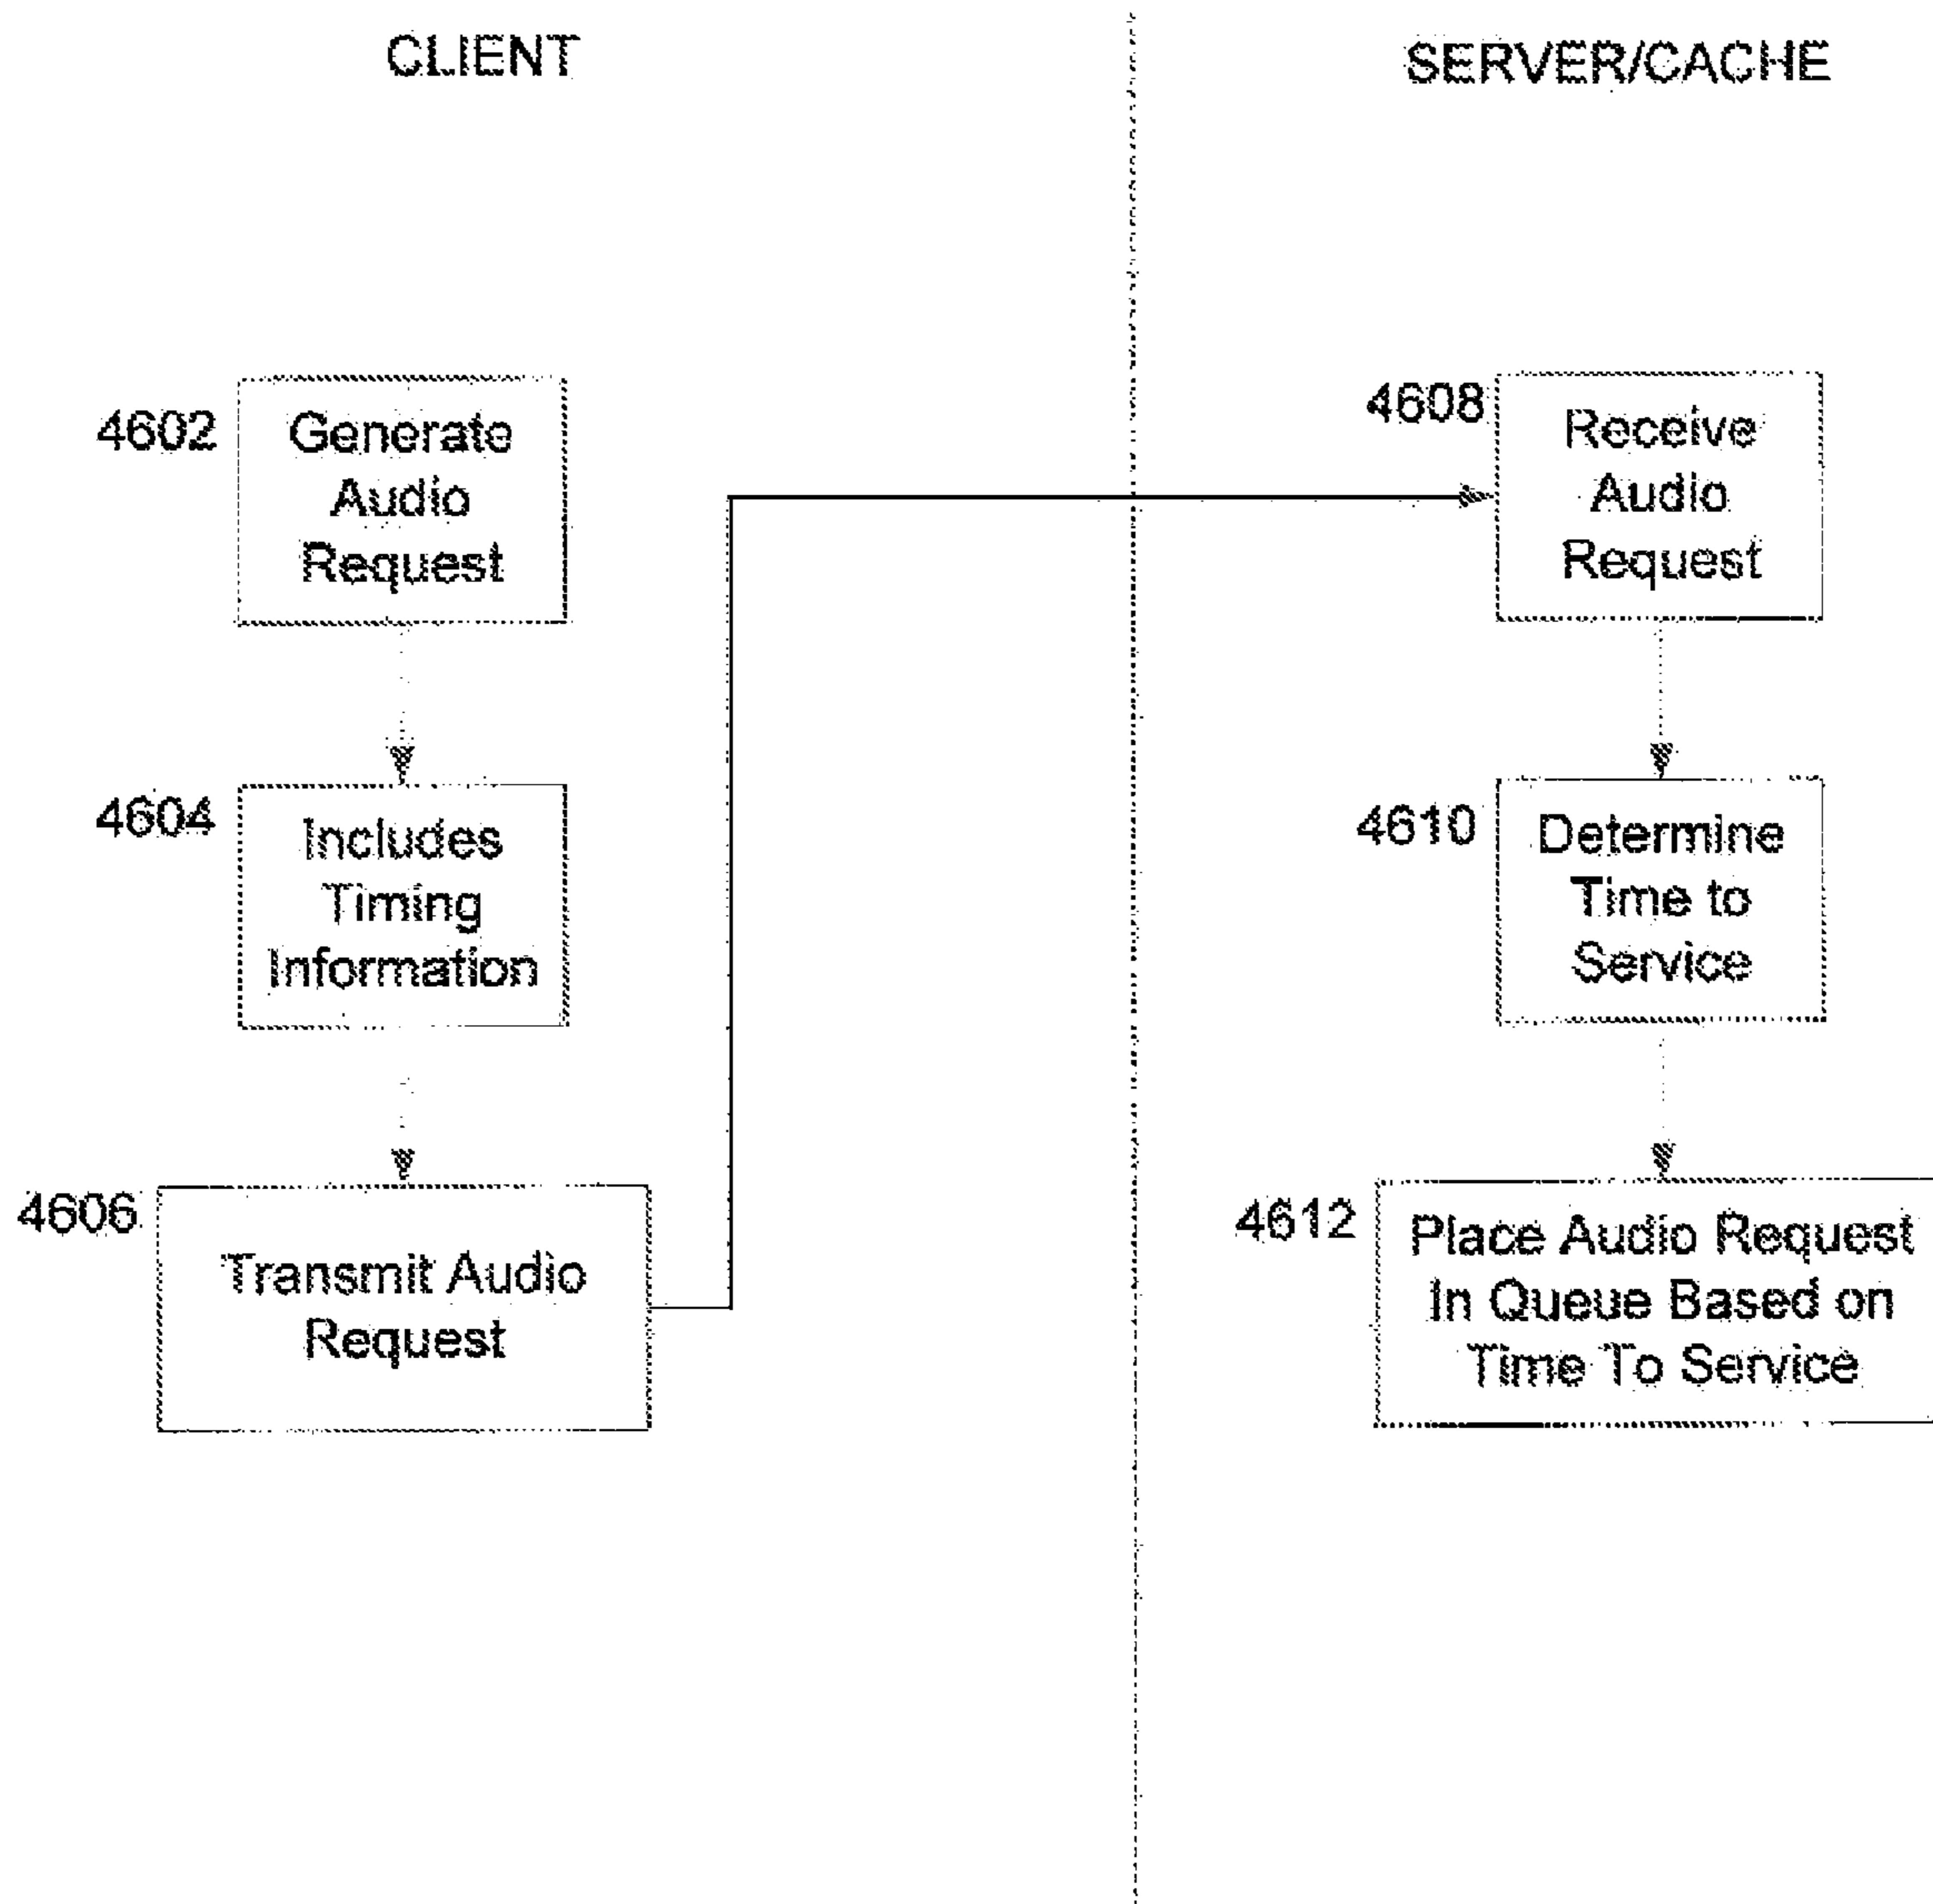 CLIENT
SERVER/CACHE
4602
Generate
Audio
Request
4604
Includes
Timing
Information
4606
Transmit Audio
Request
4608
Receive
Audio
Request
4610
Determine
Time to
Service
4612
Place Audio Request
In Queue Based on
Time To Service